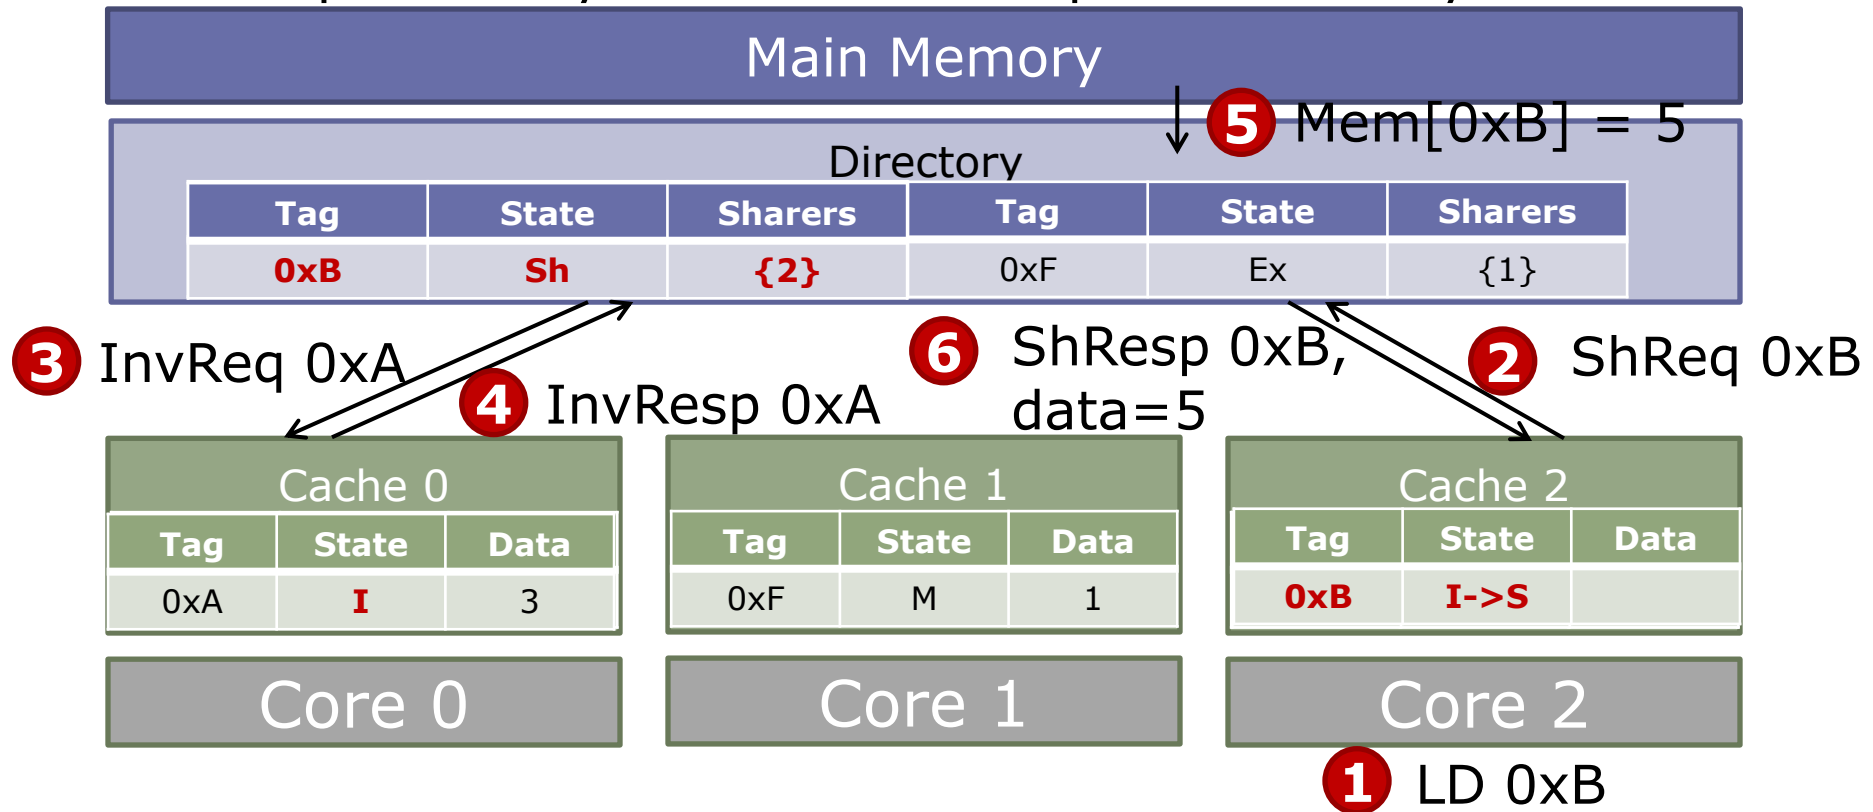 Main Memory
5 Mem[0xB] = 5
Directory
Tag State Sharers Tag State Sharers
0xB Sh {2} 0xF Ex {1}
3 InvReq 0xA
4 InvResp 0xA
6 ShResp 0xB,
data=5
2 ShReq 0xB
Cache 0
Tag State Data
0xA I 3
Cache 1
Tag State Data
0xF M 1
Cache 2
Tag State Data
0xB I->S
Core 0
Core 1
Core 2
1 LD 0xB